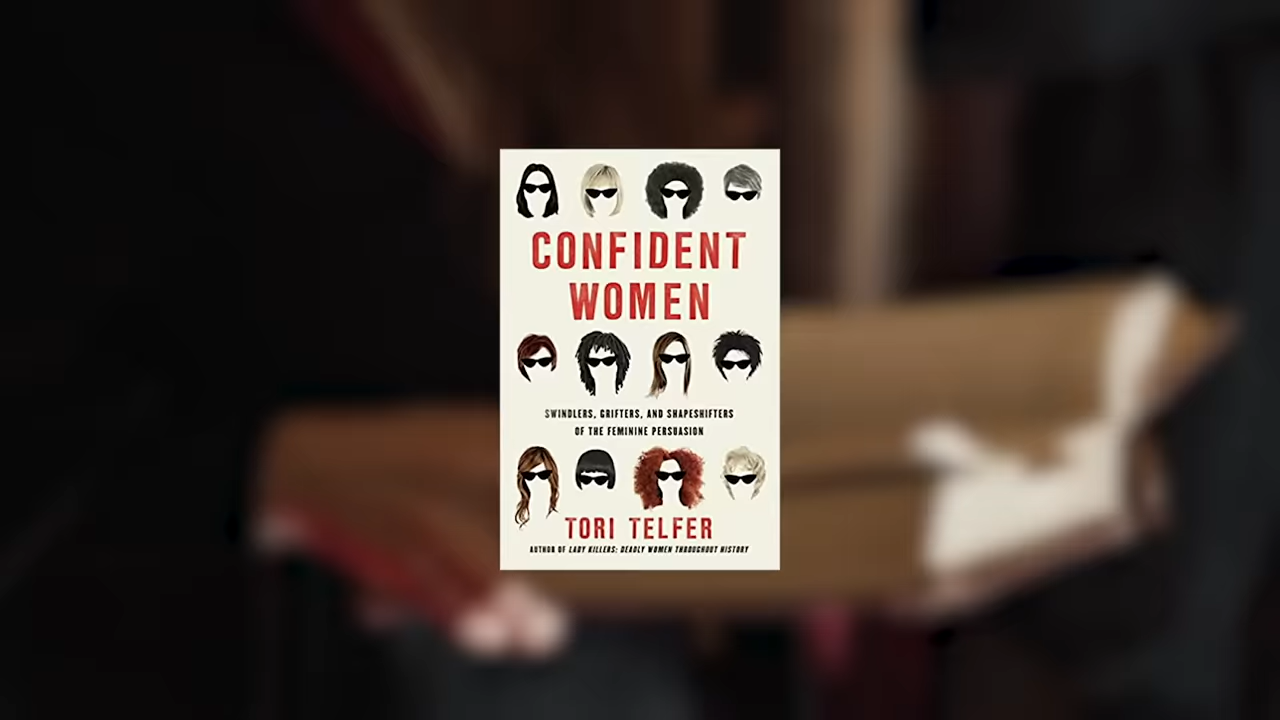 CONFIDENT
WOMEN
SWINDLERS, GRIFTERS, AND SHAPESHIFTERS
OF THE FEMININE PERSUASION
TORI TELFER
AUTHOR OF LADY KILLERS: DEADLY WOMEN THROUGHOUT HISTORY